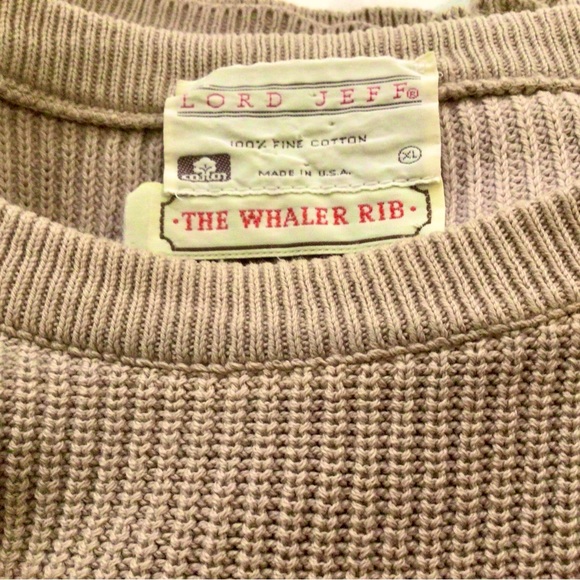 LORD JEFF®
100% FINE COTTON
cotton
XL
MADE IN U.S.A.
·THE WHALER RIB·